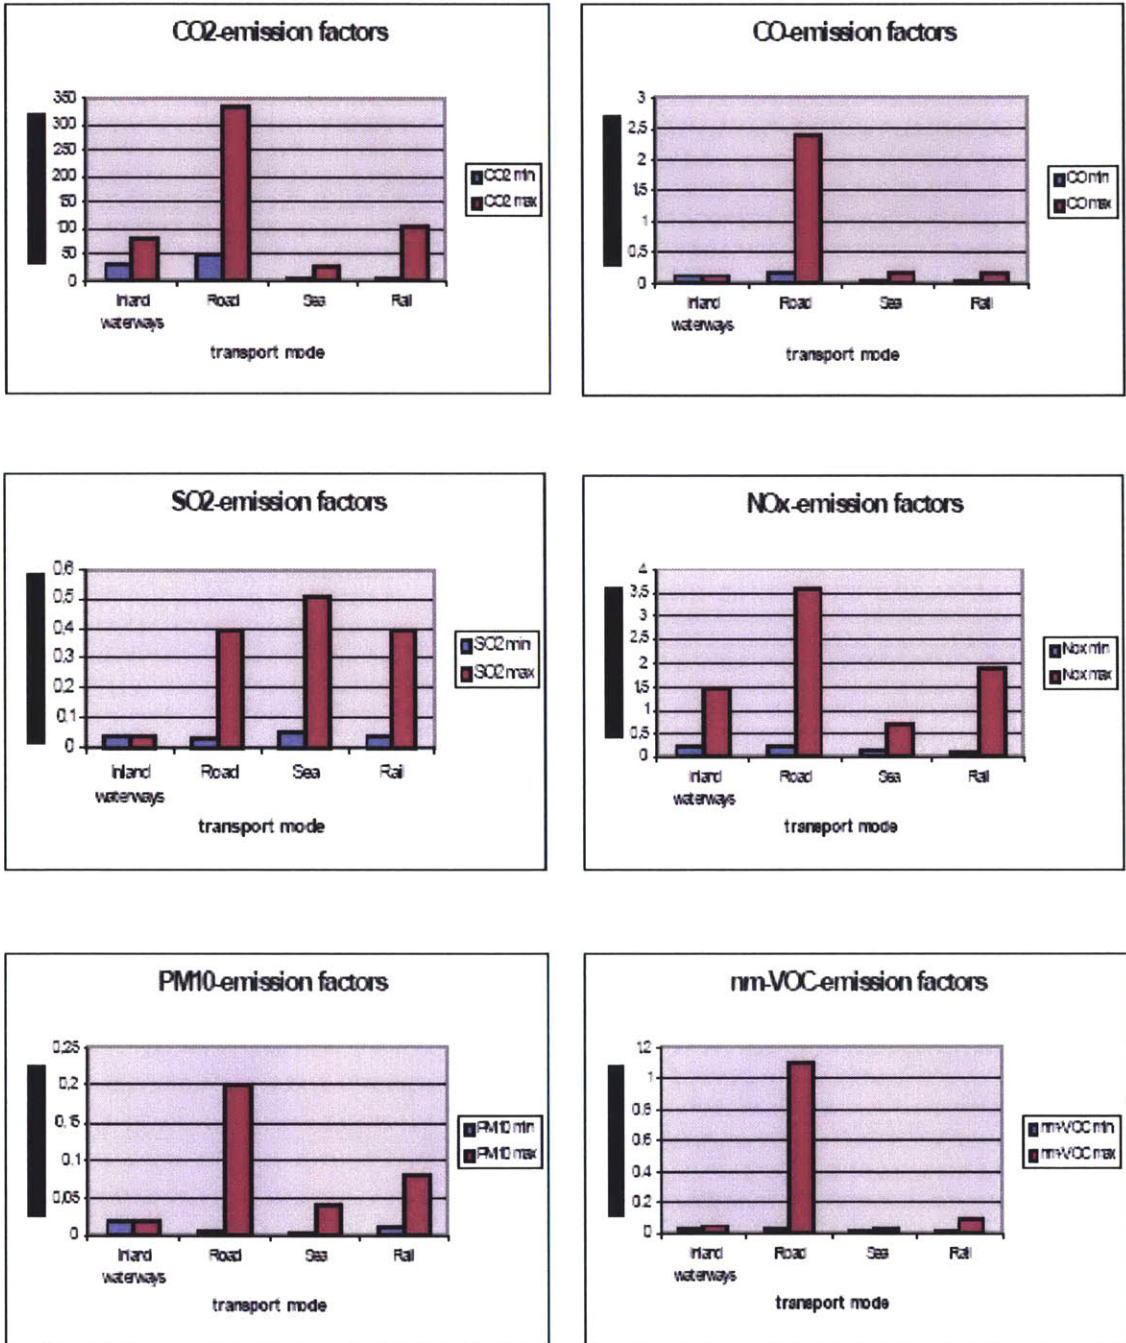 CO2-emission factors
350
300
250
200
150
100
50
0
Inland waterways
Road
Sea
Rail
transport mode
CO2 min
CO2 max
CO-emission factors
3
2,5
2
1,5
1
0,5
0
Inland waterways
Road
Sea
Rail
transport mode
CO min
CO max
SO2-emission factors
0,6
0,5
0,4
0,3
0,2
0,1
0
Inland waterways
Road
Sea
Rail
transport mode
SO2 min
SO2 max
NOx-emission factors
4
3,5
3
2,5
2
1,5
1
0,5
0
Inland waterways
Road
Sea
Rail
transport mode
Nox min
Nox max
PM10-emission factors
0,25
0,2
0,15
0,1
0,05
0
Inland waterways
Road
Sea
Rail
transport mode
PM10 min
PM10 max
nm-VOC-emission factors
1,2
1
0,8
0,6
0,4
0,2
0
Inland waterways
Road
Sea
Rail
transport mode
nm-VOC min
nm-VOC max